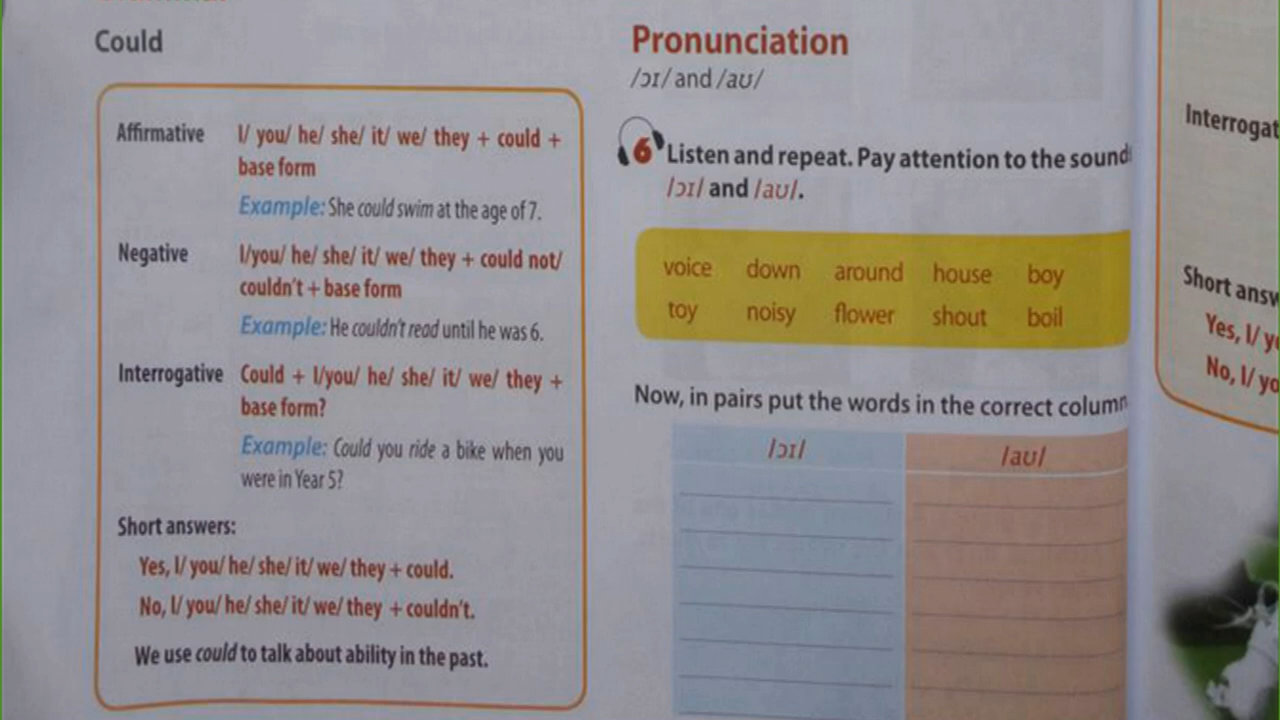 Could
Affirmative I/ you/ he/ she/ it/ we/ they + could +
base form
Example: She could swim at the age of 7.
Negative I/you/ he/ she/ it/ we/ they + could not/
couldn't + base form
Example: He couldn't read until he was 6.
Interrogative Could + I/you/ he/ she/ it/ we/ they +
base form?
Example: Could you ride a bike when you
were in Year 5?
Short answers:
Yes, I/ you/ he/ she/ it/ we/ they + could.
No, I/ you/ he/ she/ it/ we/ they + couldn't.
We use could to talk about ability in the past.
Pronunciation
/ɔɪ/ and /aʊ/
6 Listen and repeat. Pay attention to the sound
/ɔɪ/ and /aʊ/.
voice down around house boy
toy noisy flower shout boil
Now, in pairs put the words in the correct column
/ɔɪ/ /aʊ/
Interrogat
Short answ
Yes, I/ y
No, I/ yo